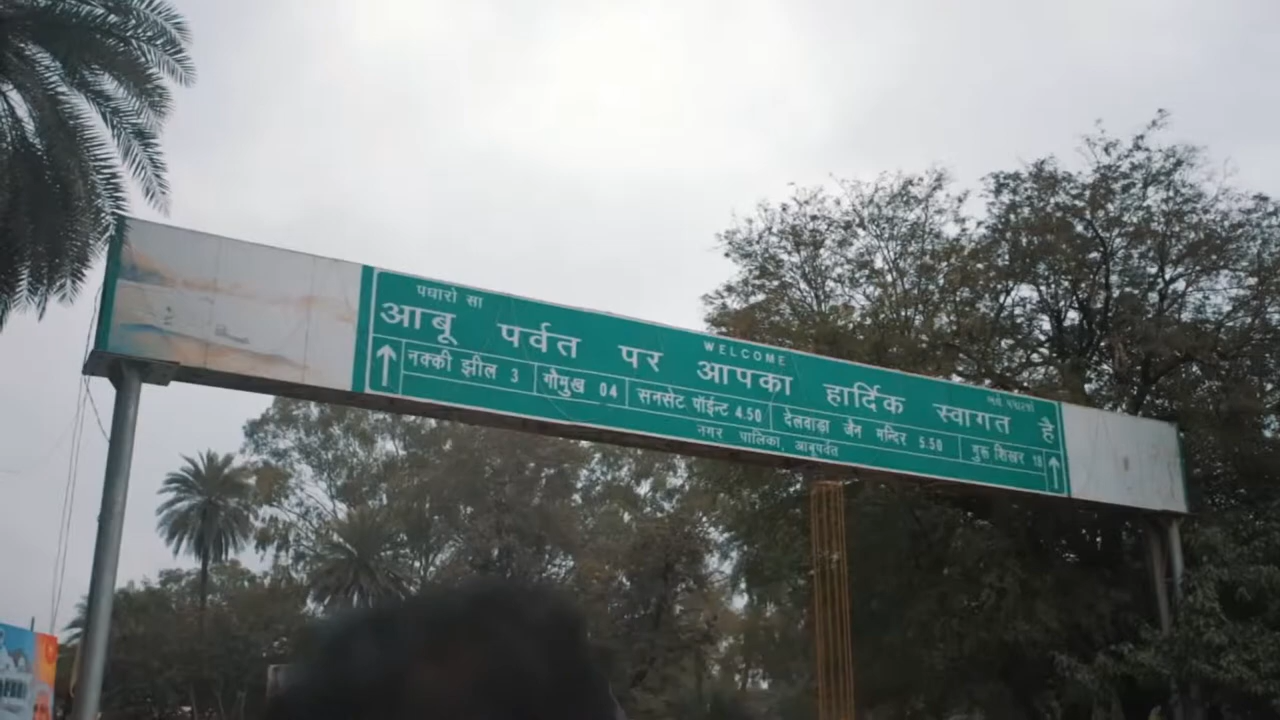 पधारो सा
WELCOME
आबू पर्वत पर आपका हार्दिक स्वागत है
नक्की झील 3 गौमुख 04 सनसेट पॉईन्ट 4.50 देलवाड़ा जैन मन्दिर 5.50 गुरू शिखर
नगर पालिका, आबूपर्वत